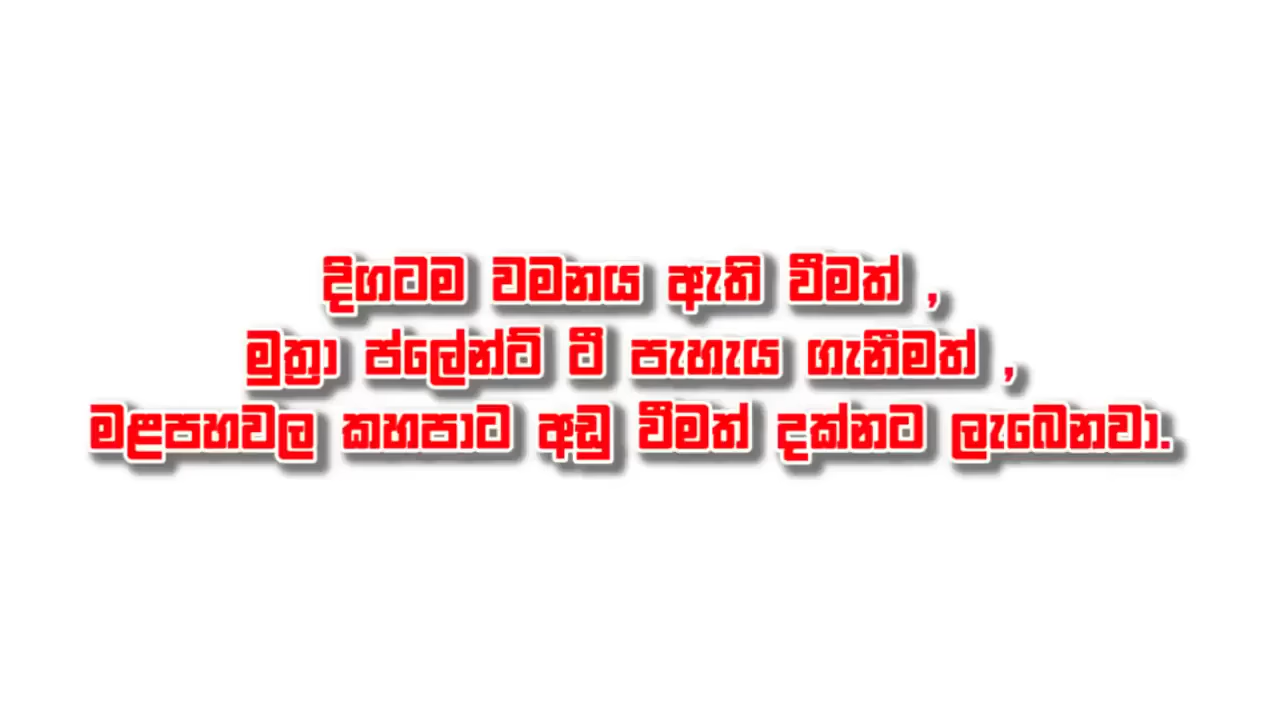 දිගටම වමනය ඇති වීමත් ,
මුත්‍රා ප්ලේන්ට් ටී පැහැය ගැනීමත් ,
මළපහවල කහපාට අඩු වීමත් දක්නට ලැබෙනවා.